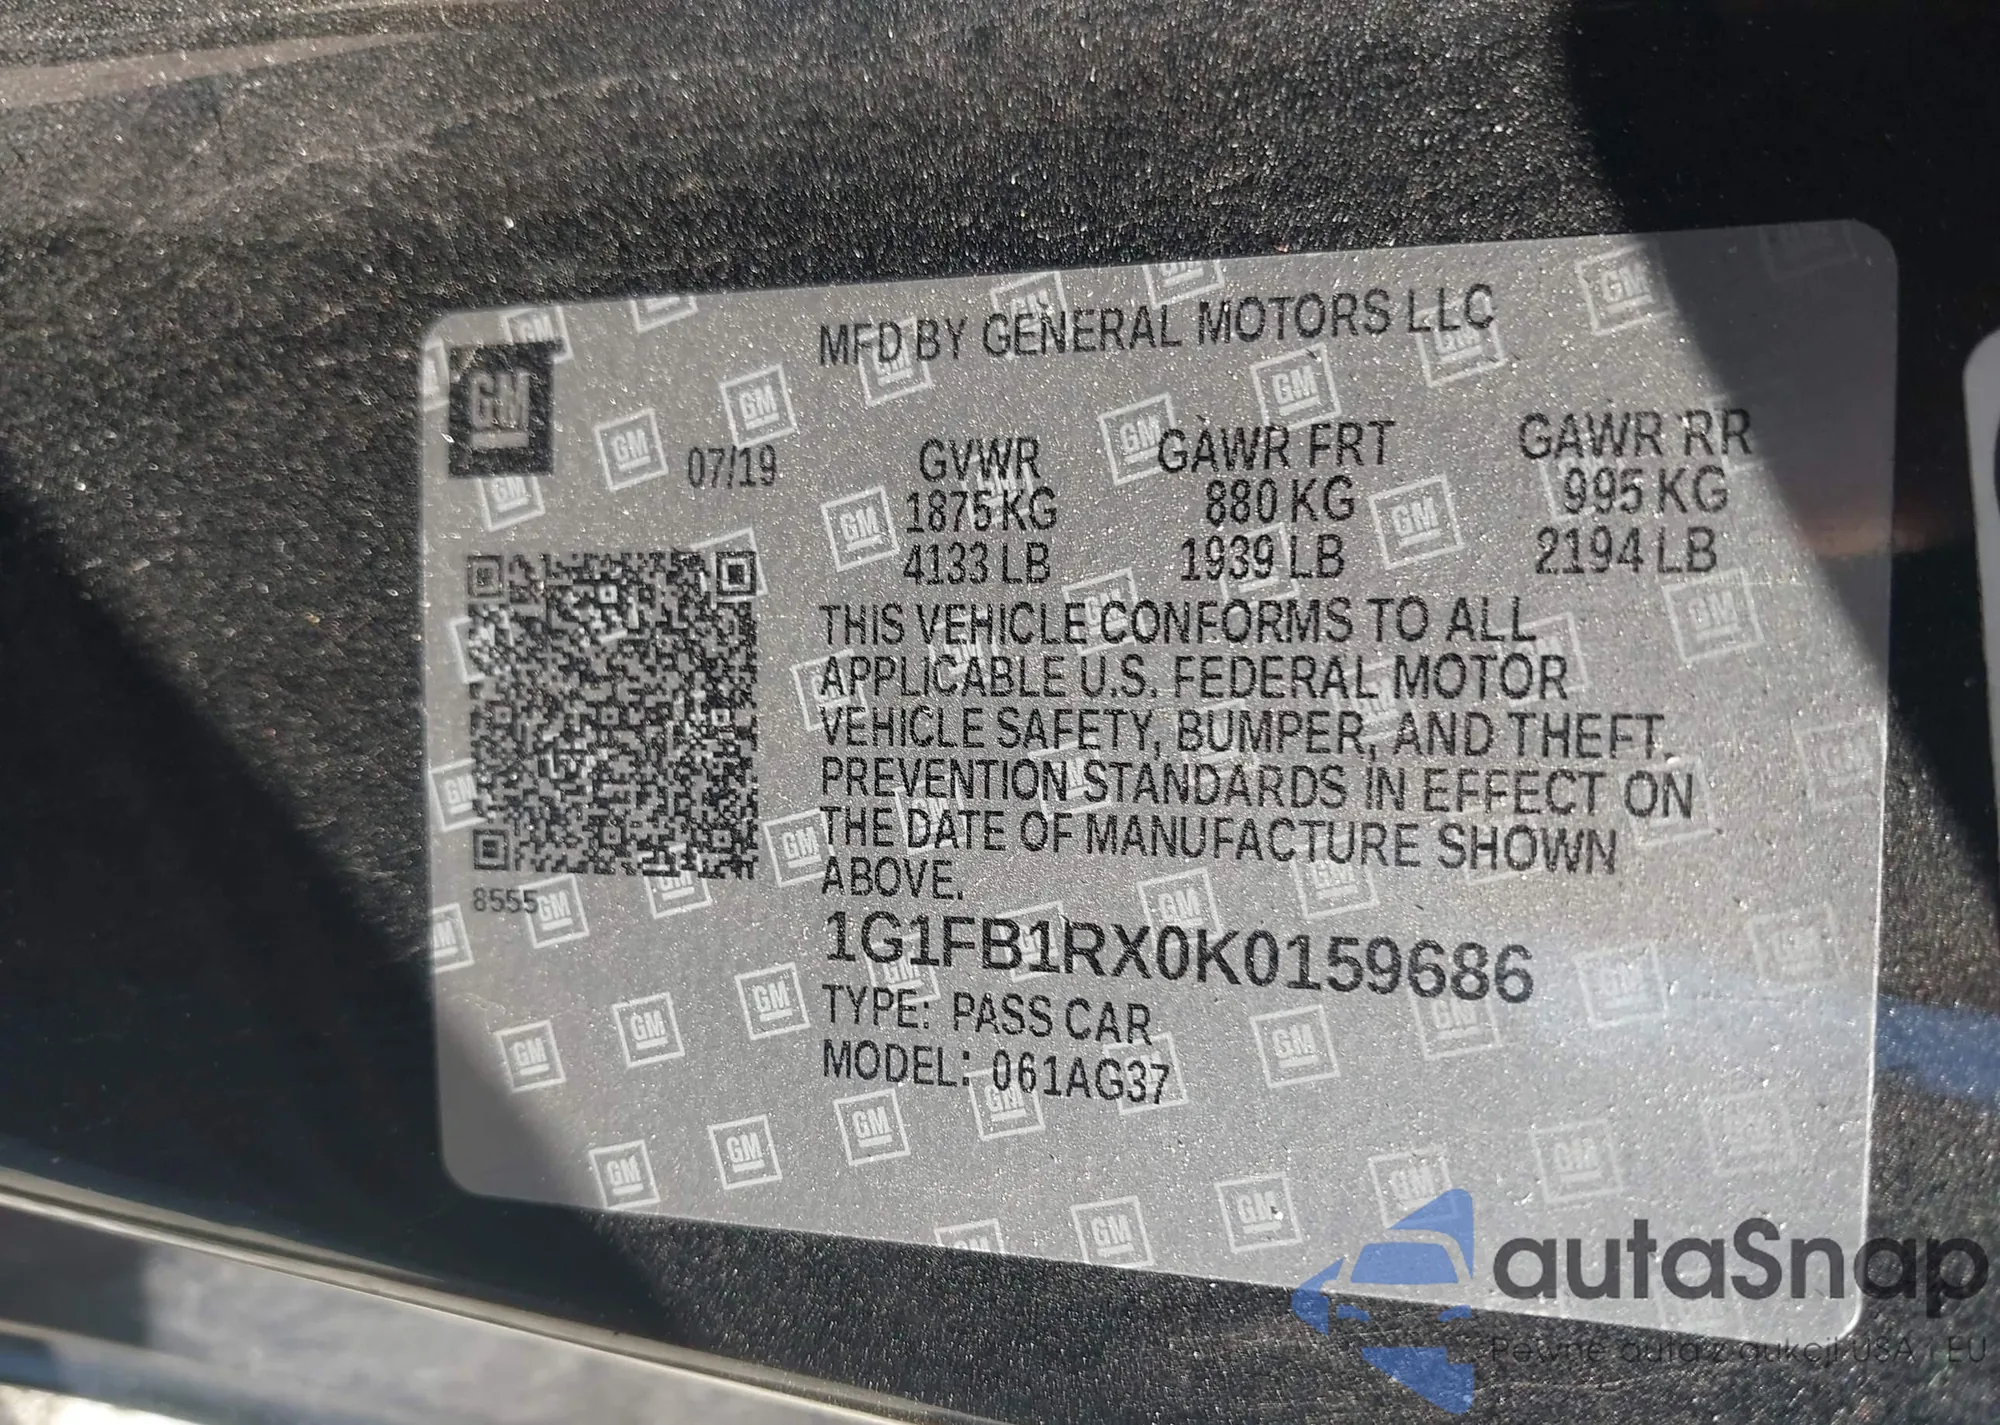 MFD BY GENERAL MOTORS LLC
GM
07/19
GVWR GAWR FRT GAWR RR
1875 KG 880 KG 995 KG
4133 LB 1939 LB 2194 LB
THIS VEHICLE CONFORMS TO ALL
APPLICABLE U.S. FEDERAL MOTOR
VEHICLE SAFETY, BUMPER, AND THEFT
PREVENTION STANDARDS IN EFFECT ON
THE DATE OF MANUFACTURE SHOWN
ABOVE.
8555
1G1FB1RX0K0159686
TYPE: PASS CAR
MODEL: 061AG37
autaSnap
Pewne auta z aukcji USA i EU